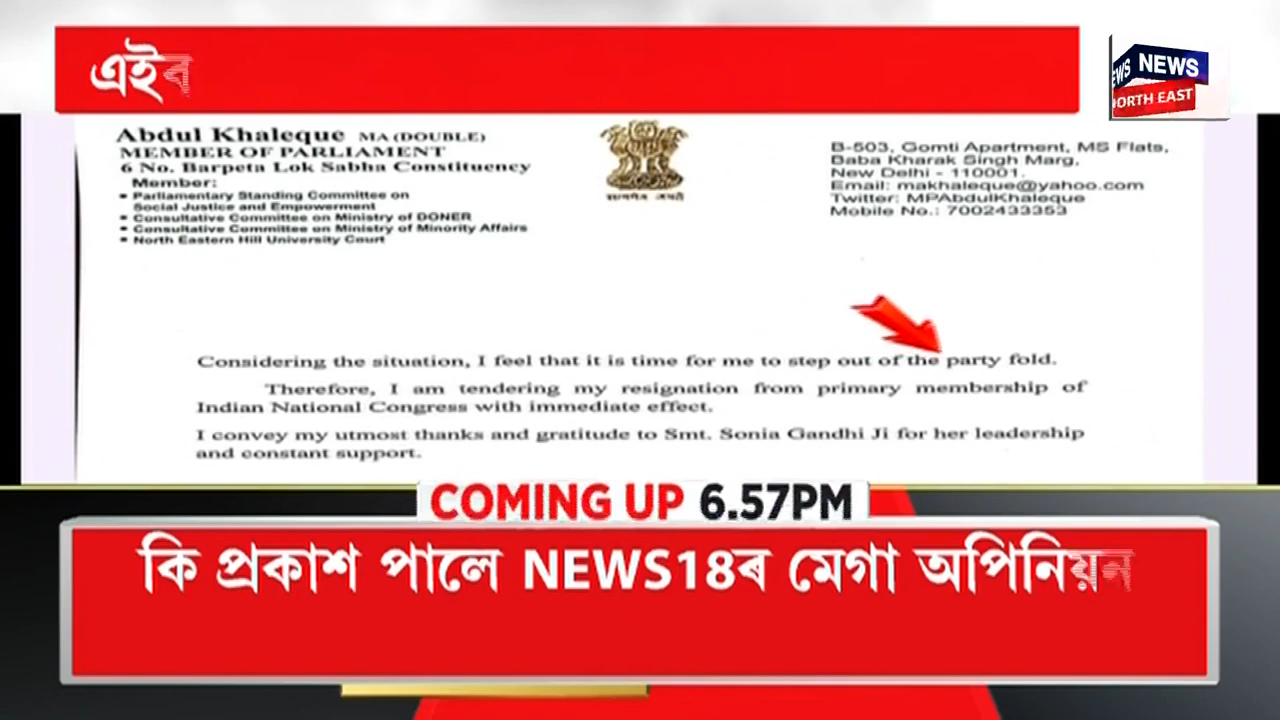 এইব
NEWS
NORTH EAST
Abdul Khaleque MA (DOUBLE)
MEMBER OF PARLIAMENT
6 No. Barpeta Lok Sabha Constituency
Member:
• Parliamentary Standing Committee on
Social Justice and Empowerment
• Consultative Committee on Ministry of DONER
• Consultative Committee on Ministry of Minority Affairs
• North Eastern Hill University Court
सत्यमेव जयते
B-503, Gomti Apartment, MS Flats,
Baba Kharak Singh Marg,
New Delhi - 110001.
Email: makhaleque@yahoo.com
Twitter: MPAbdulKhaleque
Mobile No.: 7002433353
Considering the situation, I feel that it is time for me to step out of the party fold.
Therefore, I am tendering my resignation from primary membership of
Indian National Congress with immediate effect.
I convey my utmost thanks and gratitude to Smt. Sonia Gandhi Ji for her leadership
and constant support.
COMING UP 6.57PM
কি প্ৰকাশ পালে NEWS18ৰ মেগা অপিনিয়ন